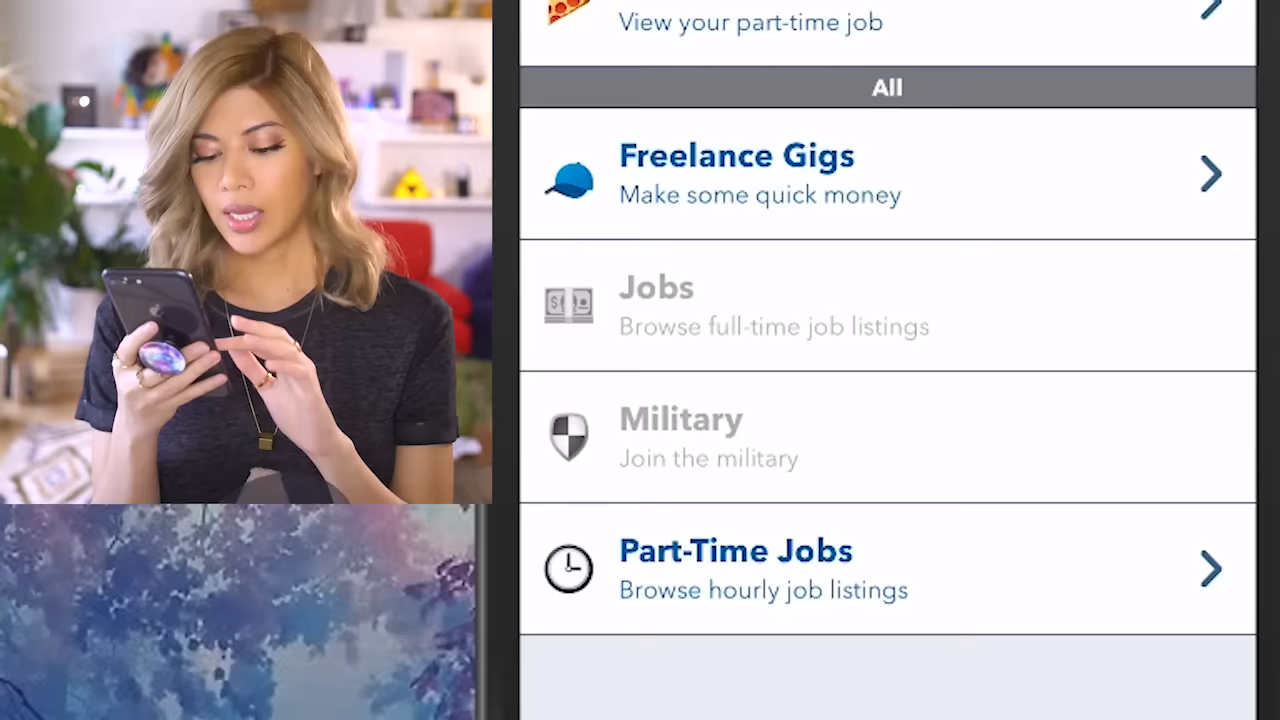 View your part-time job
All
Freelance Gigs
Make some quick money
Jobs
Browse full-time job listings
Military
Join the military
Part-Time Jobs
Browse hourly job listings